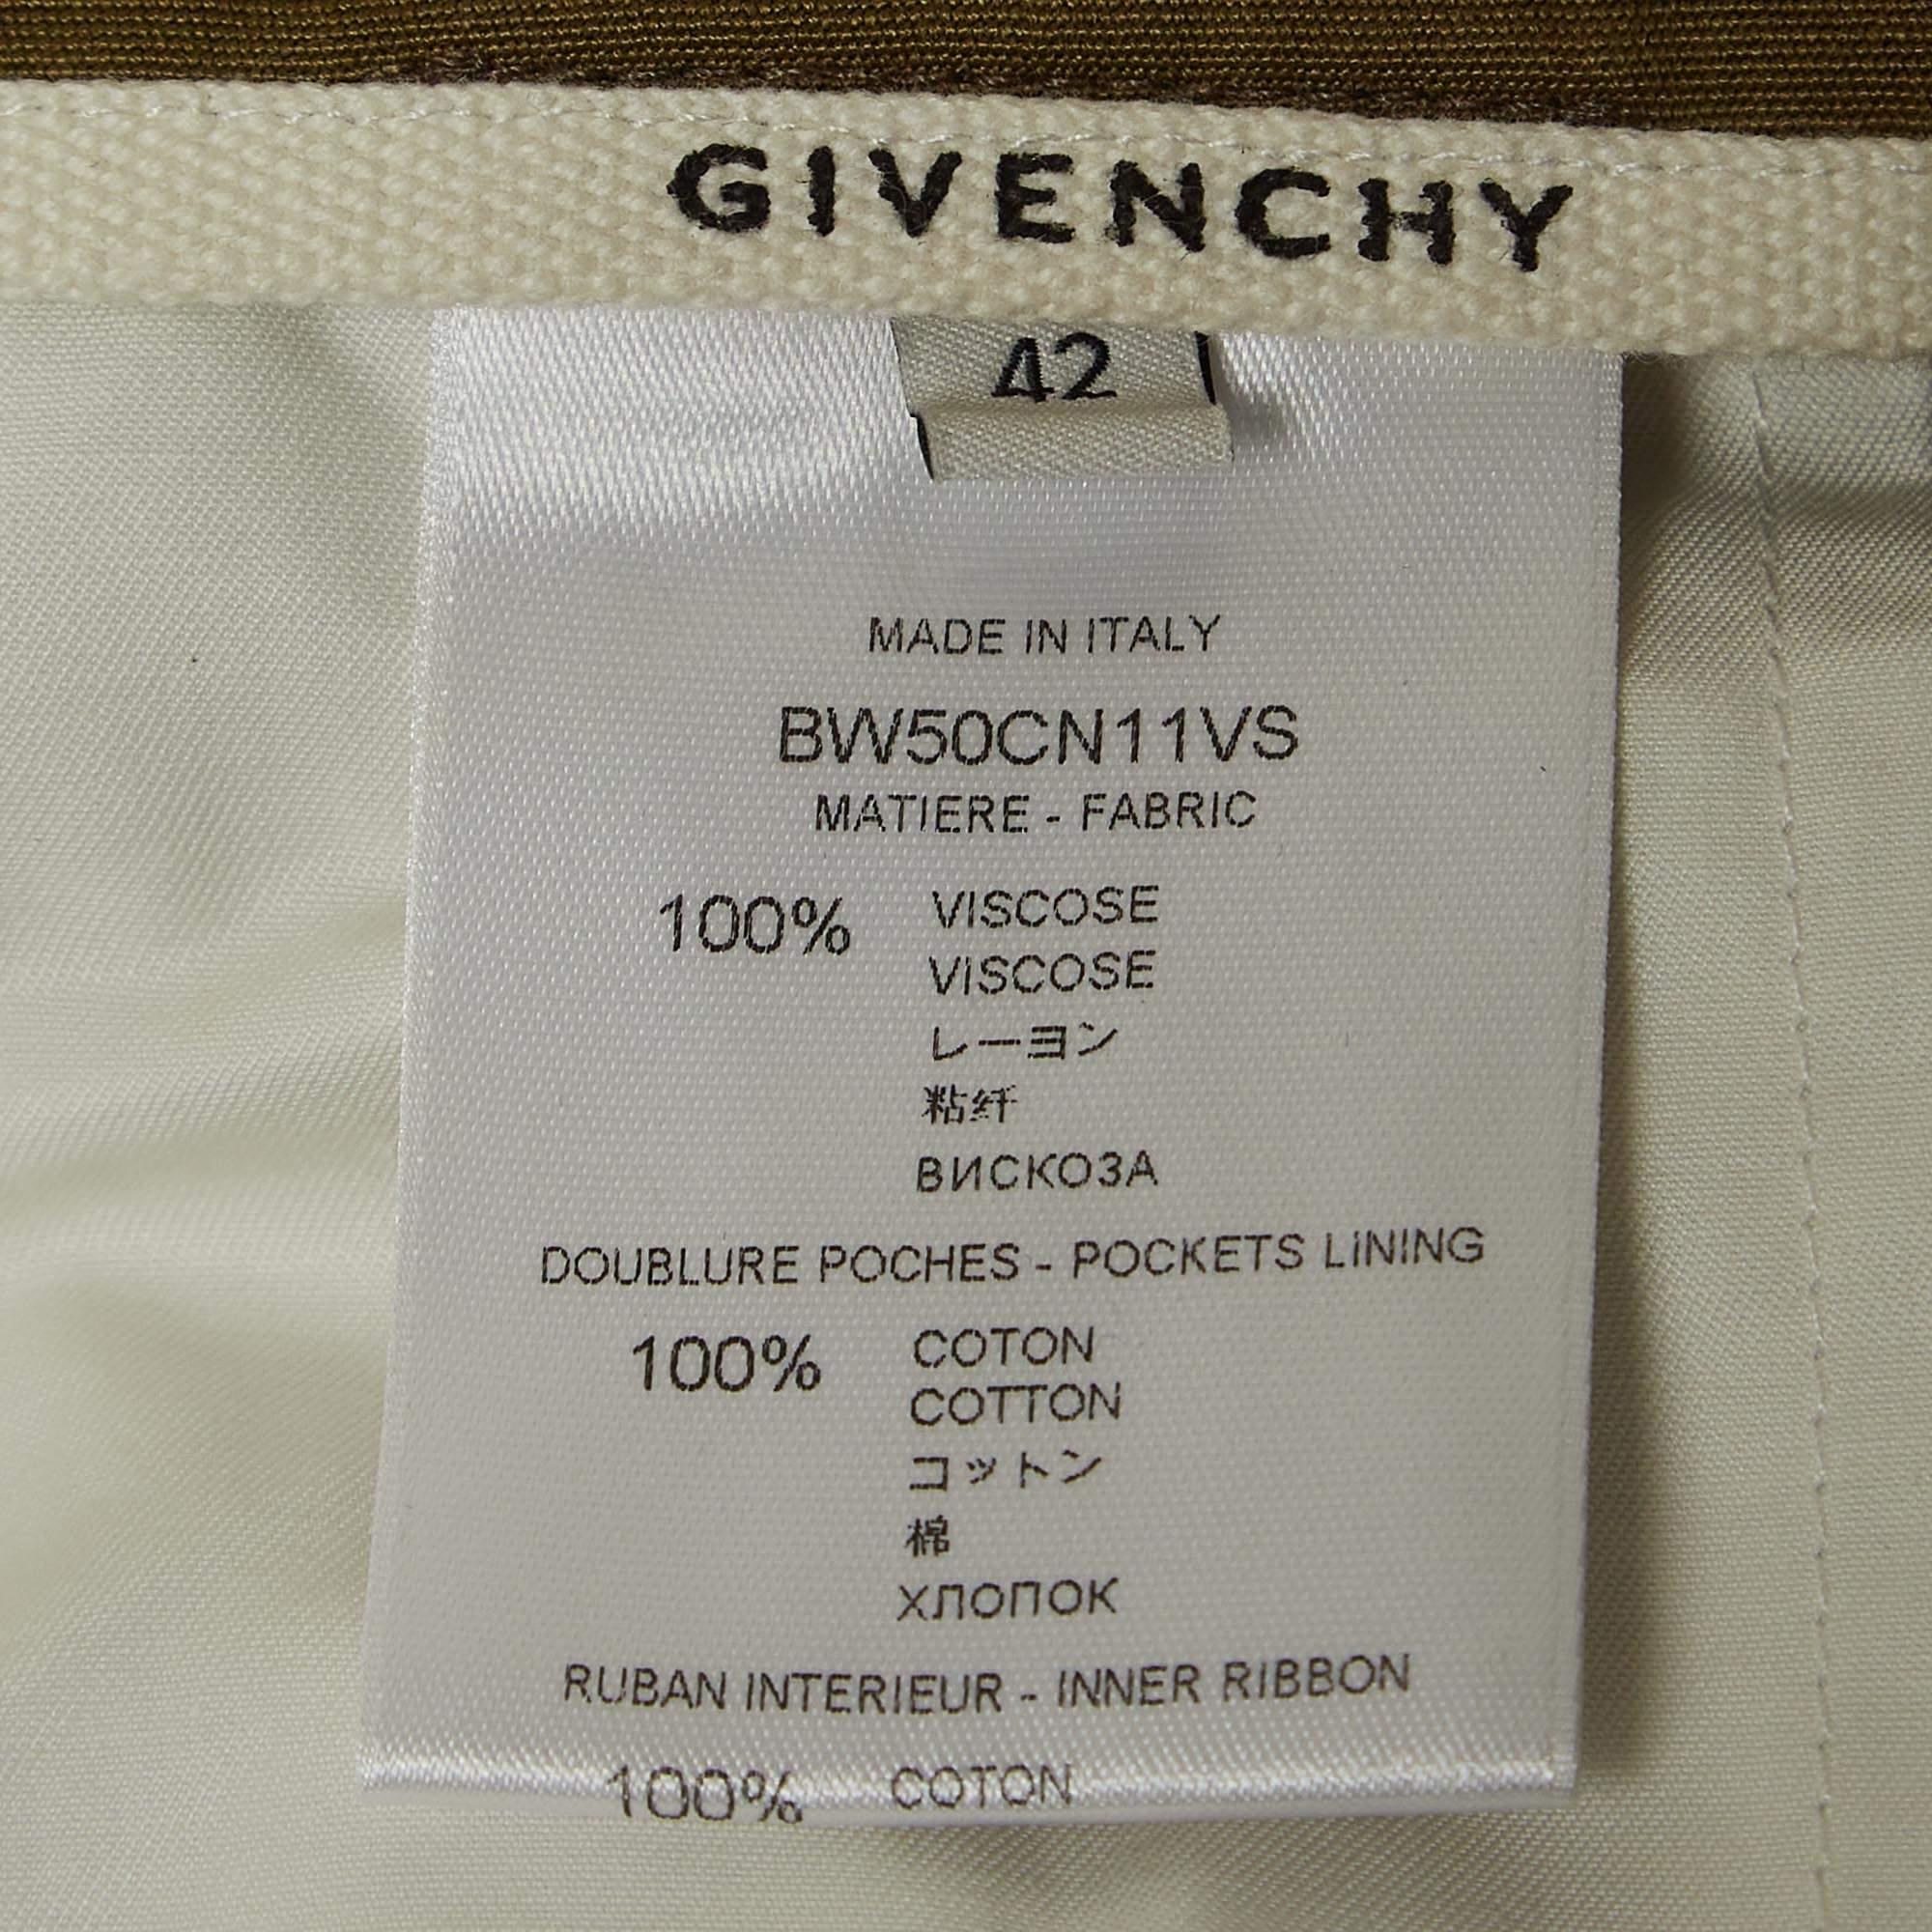 GIVENCHY
42
MADE IN ITALY
BW50CN11VS
MATIERE - FABRIC
100% VISCOSE
VISCOSE
レーヨン
粘纤
ВИСКОЗА
DOUBLURE POCHES - POCKETS LINING
100% COTON
COTTON
コットン
棉
ХЛОПОК
RUBAN INTERIEUR - INNER RIBBON
100% COTON